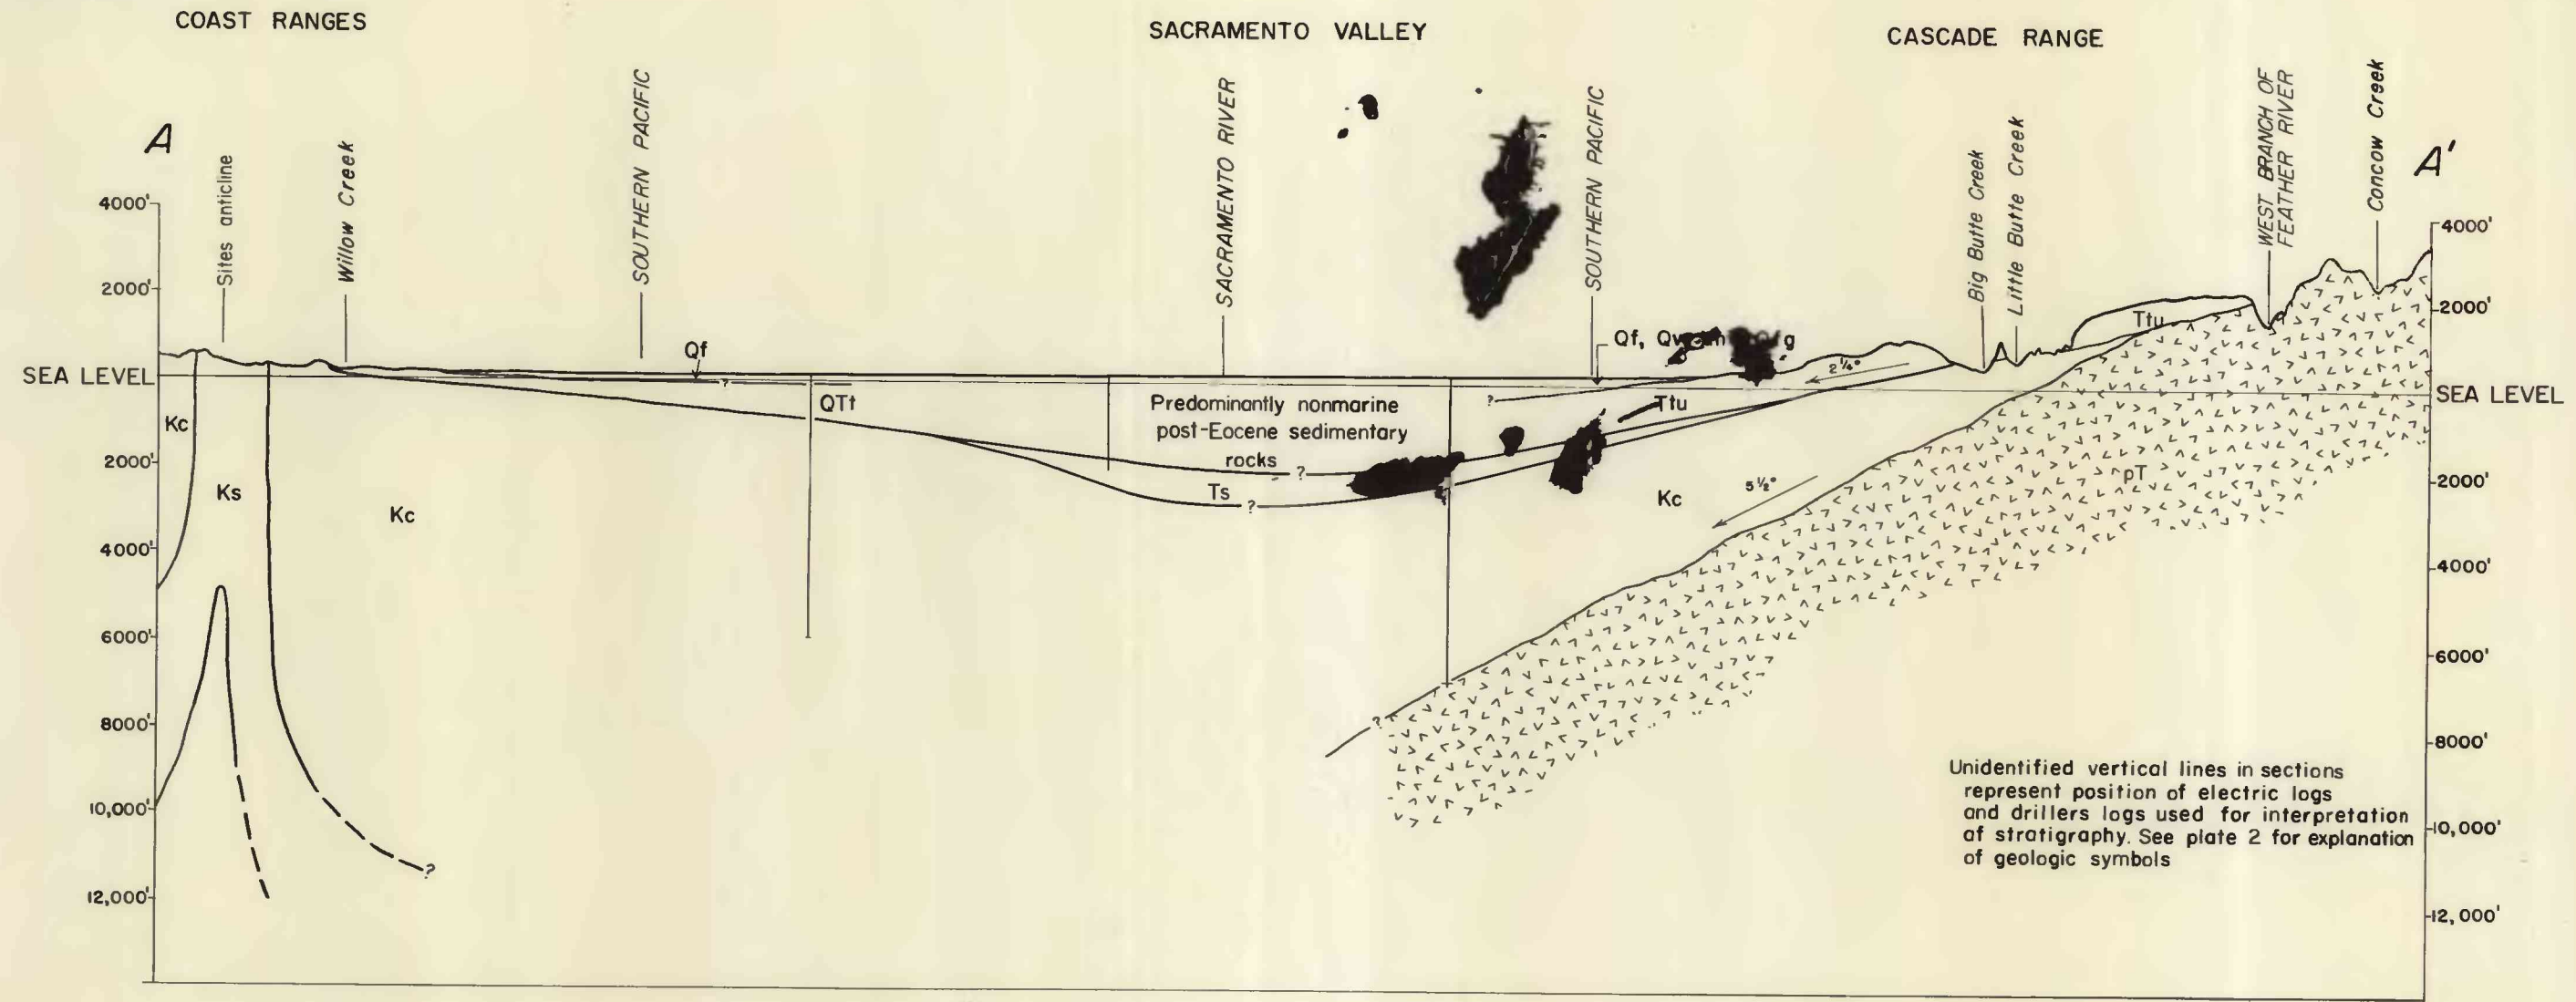 COAST RANGES
SACRAMENTO VALLEY
CASCADE RANGE
A
Sites anticline
Willow Creek
SOUTHERN PACIFIC
SACRAMENTO RIVER
SOUTHERN PACIFIC
Big Butte Creek
Little Butte Creek
WEST BRANCH OF
FEATHER RIVER
Concow Creek
A'
4000'
2000'
SEA LEVEL
2000'
4000'
6000'
8000'
10,000'
12,000'
4000'
2000'
SEA LEVEL
2000'
4000'
6000'
8000'
10,000'
12,000'
Qf
?
Qf,
g
Ttu
2¼°
Kc
QTt
Predominantly nonmarine
post-Eocene sedimentary
rocks
?
?
Ttu
Ks
Ts
?
Kc
Kc
5½°
pT
?
?
Unidentified vertical lines in sections
represent position of electric logs
and drillers logs used for interpretation
of stratigraphy. See plate 2 for explanation
of geologic symbols